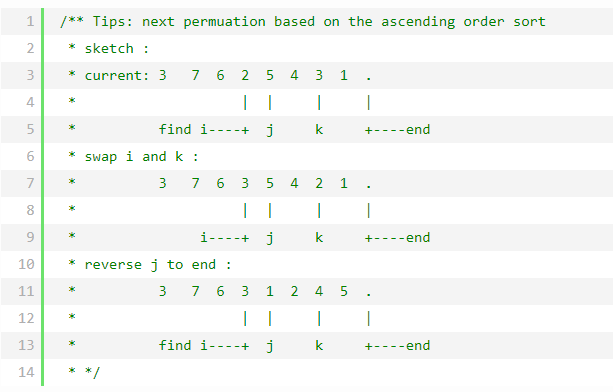 1 /** Tips: next permuation based on the ascending order sort
2  * sketch :
3  * current: 3   7  6  2  5  4  3  1  .
4  *                    |  |     |     |
5  *          find i----+  j     k     +----end
6  * swap i and k :
7  *          3   7  6  3  5  4  2  1  .
8  *                    |  |     |     |
9  *               i----+  j     k     +----end
10  * reverse j to end :
11  *          3   7  6  3  1  2  4  5  .
12  *                    |  |     |     |
13  *          find i----+  j     k     +----end
14  * */